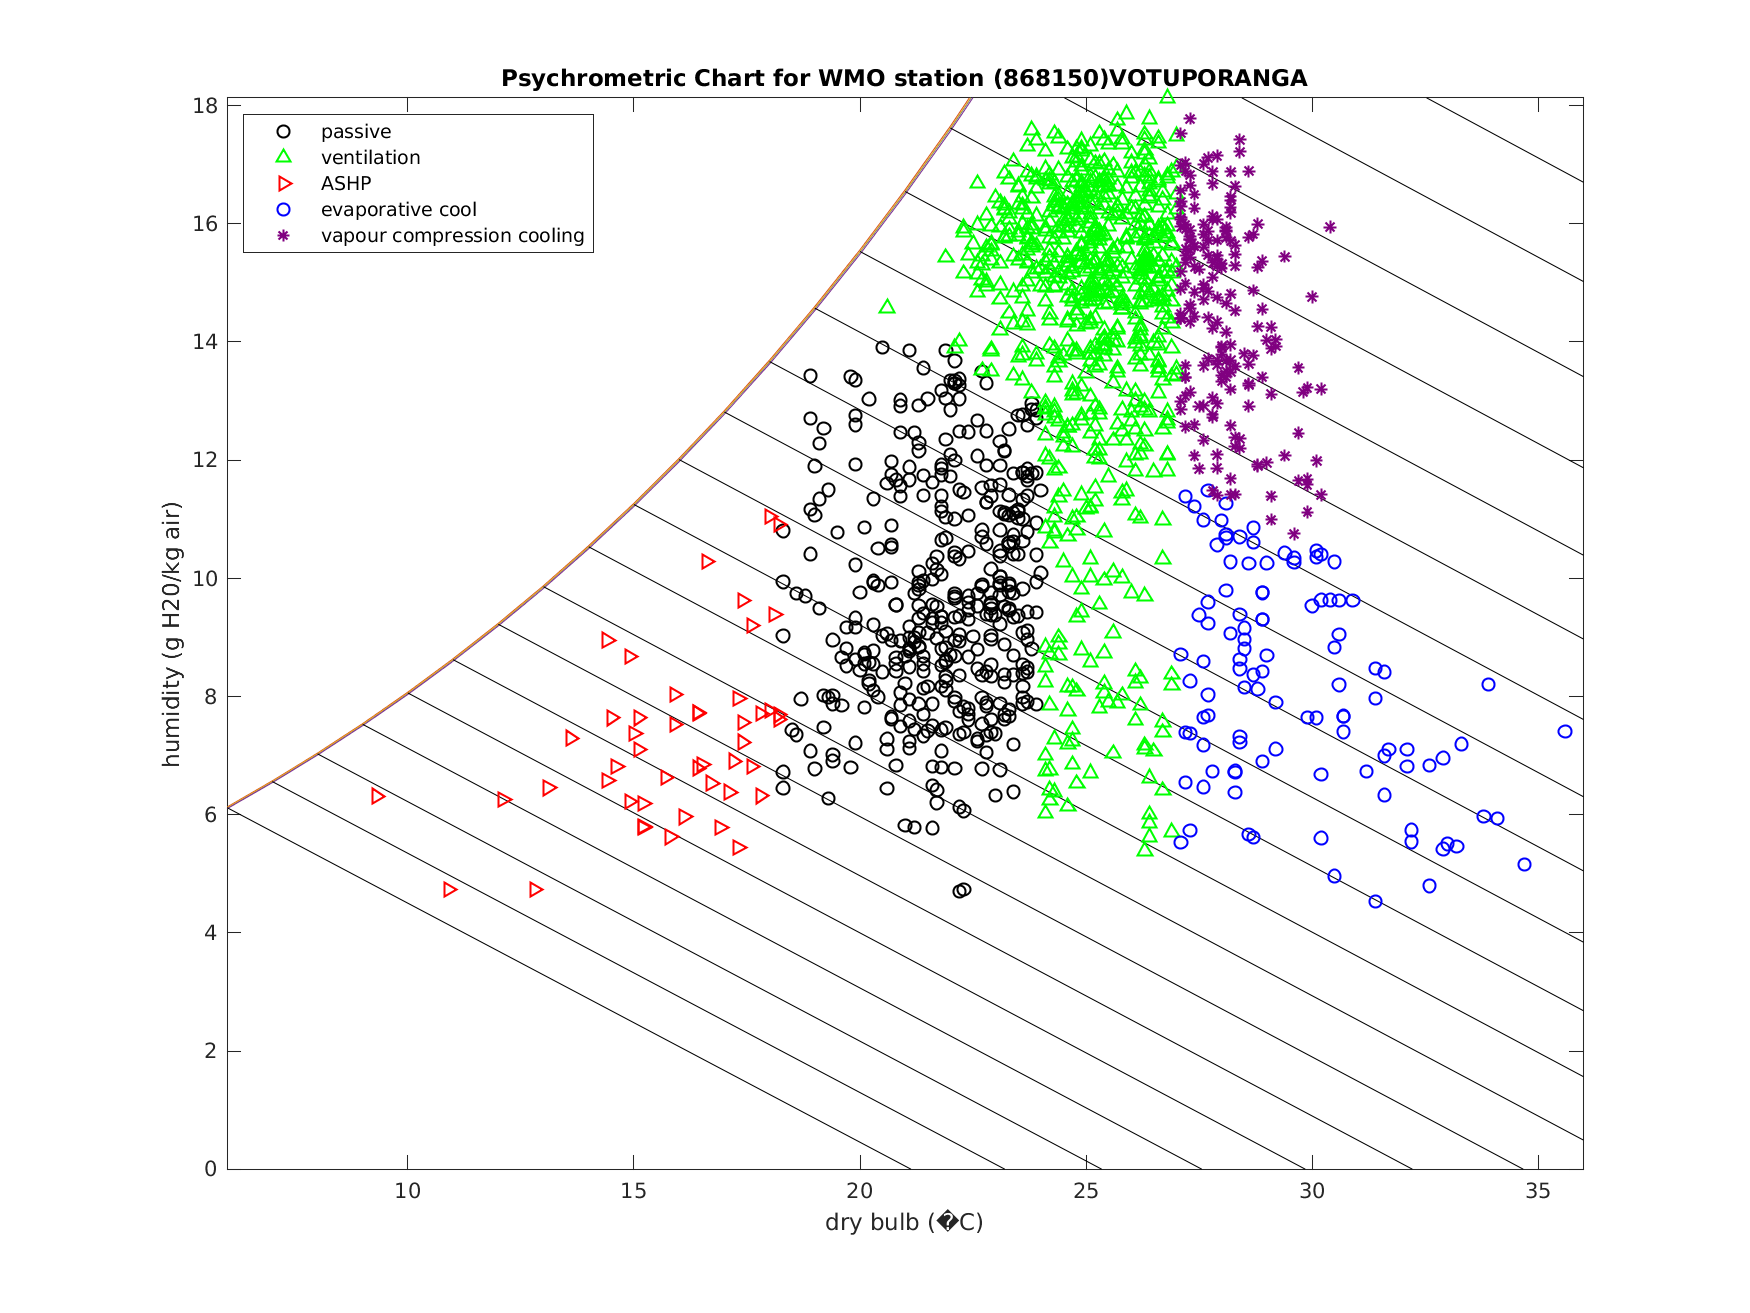 Psychrometric Chart for WMO station (868150)VOTUPORANGA
18
16
14
12
10
8
6
4
2
0
humidity (g H20/kg air)
passive
ventilation
ASHP
evaporative cool
vapour compression cooling
10 15 20 25 30 35
dry bulb (�C)